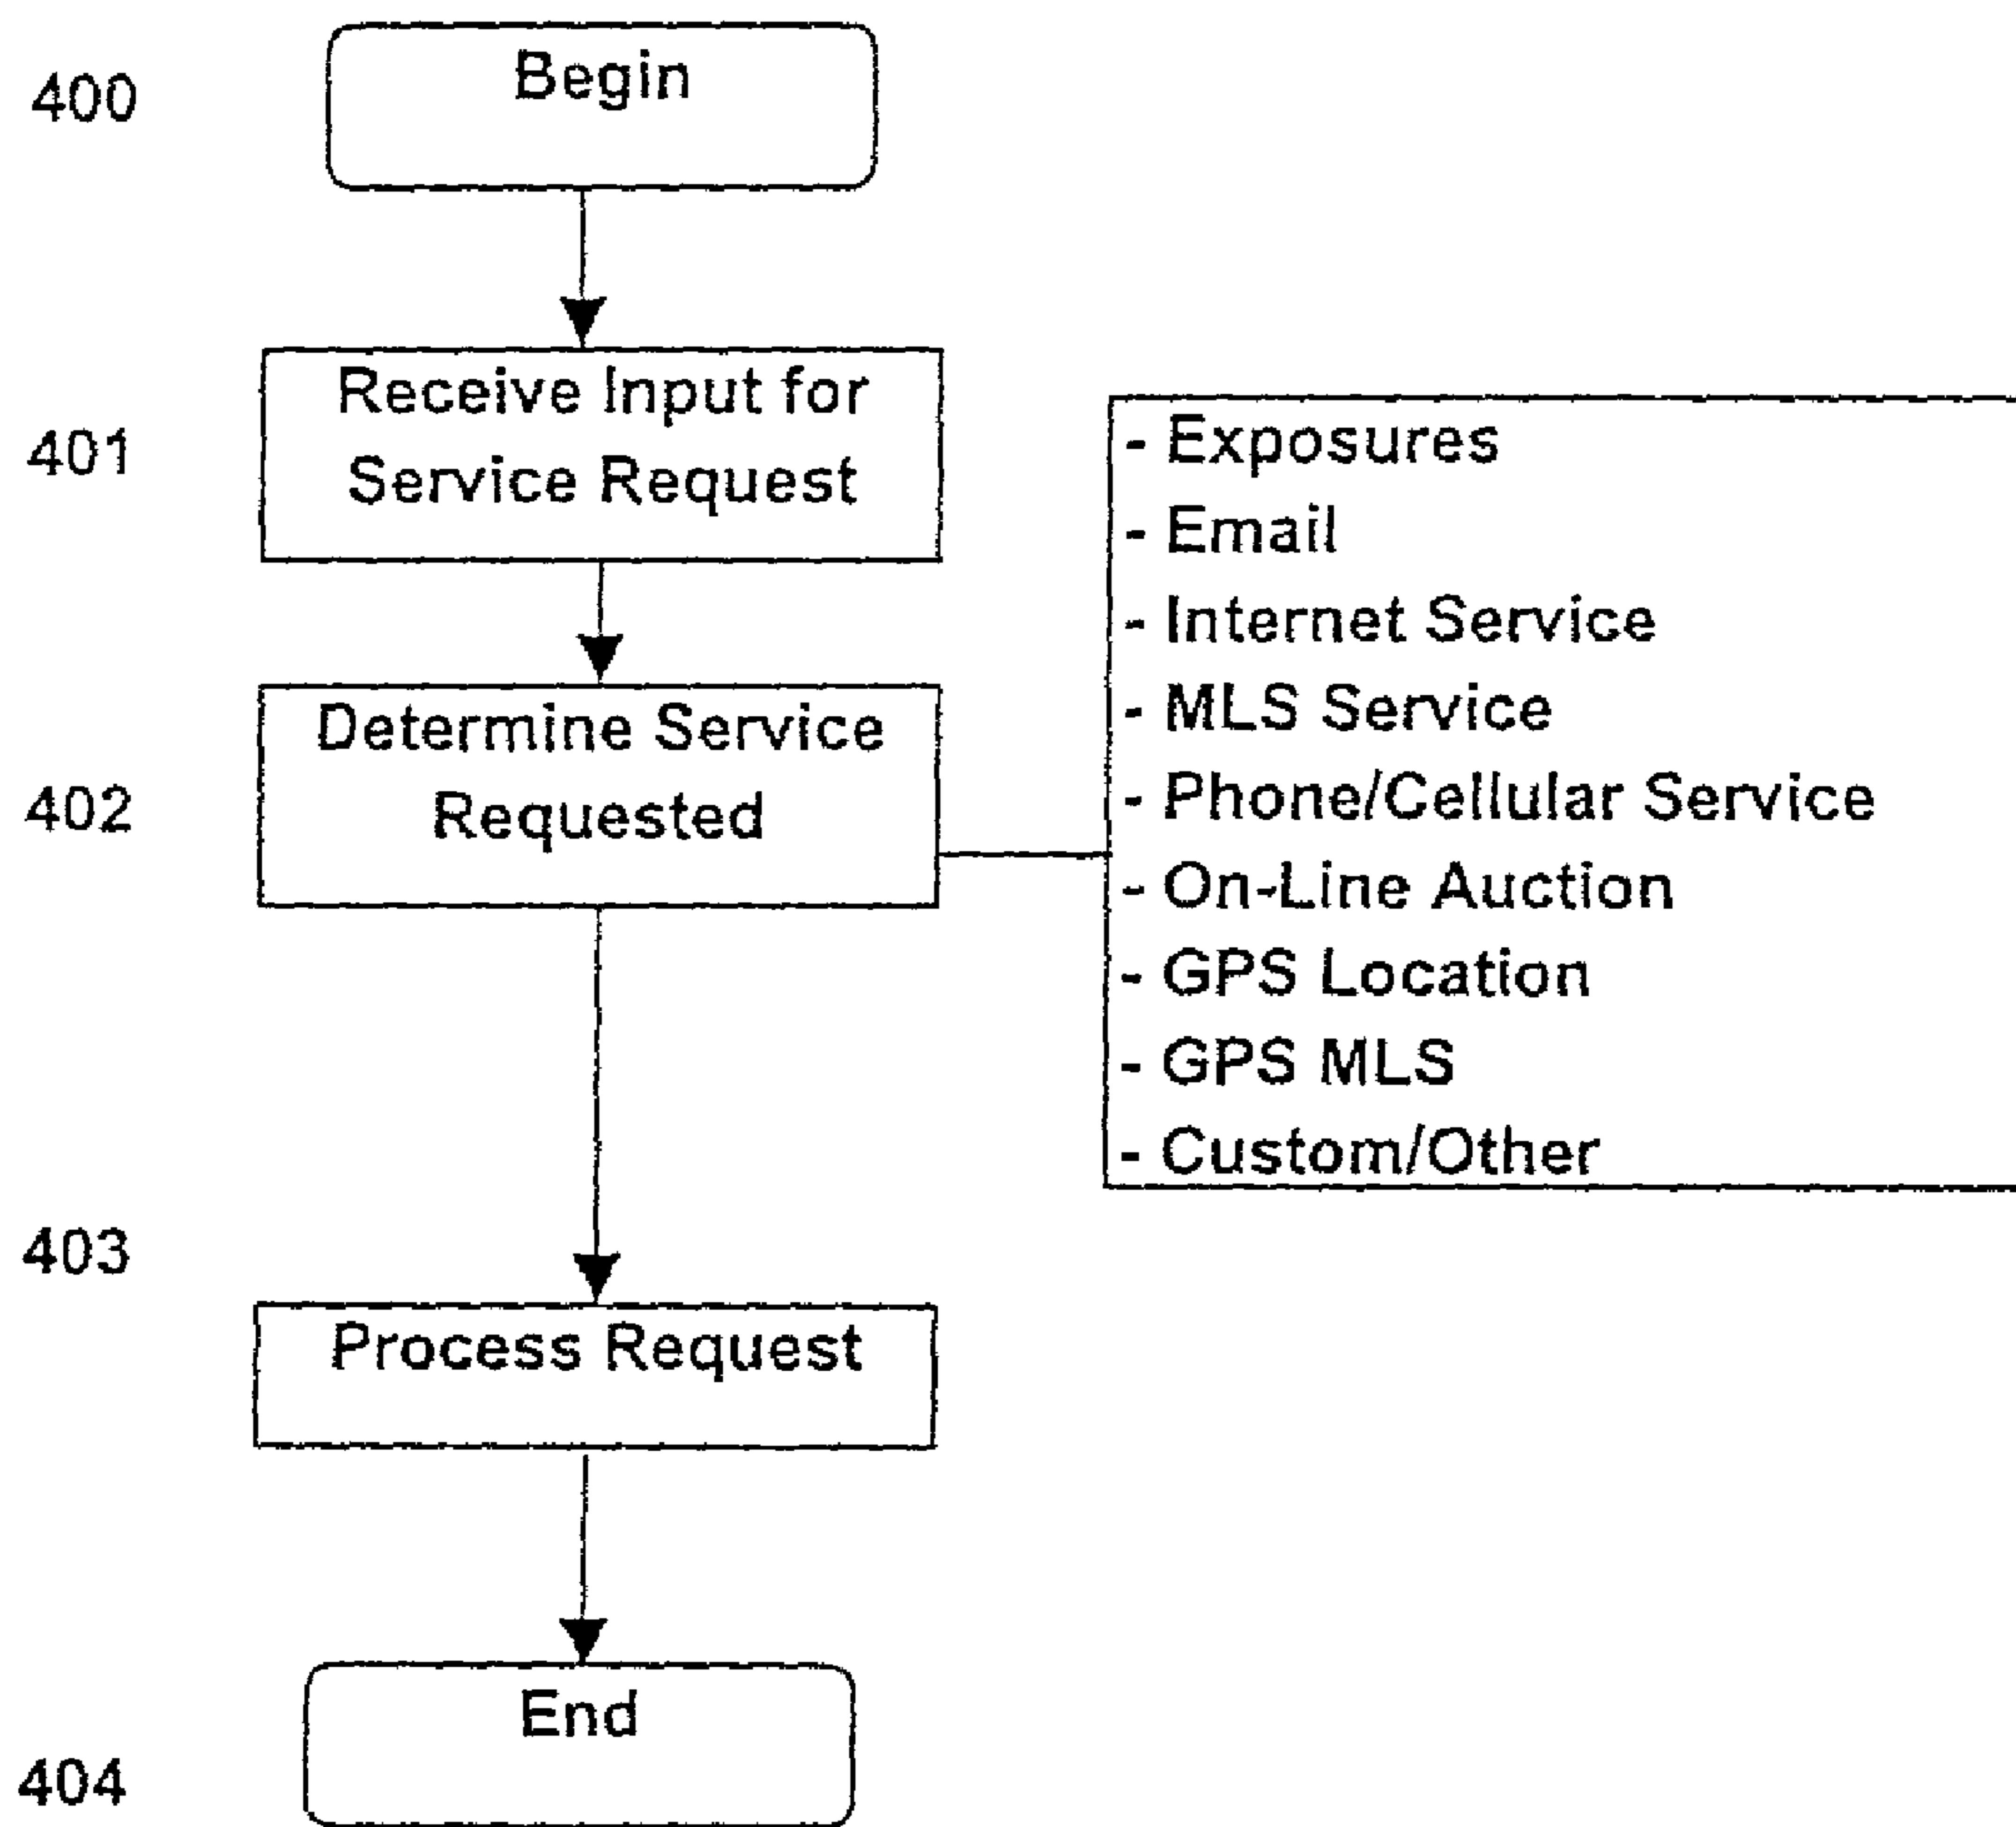 400
Begin
401
Receive Input for
Service Request
402
Determine Service
Requested
- Exposures
- Email
- Internet Service
- MLS Service
- Phone/Cellular Service
- On-Line Auction
- GPS Location
- GPS MLS
- Custom/Other
403
Process Request
End
404